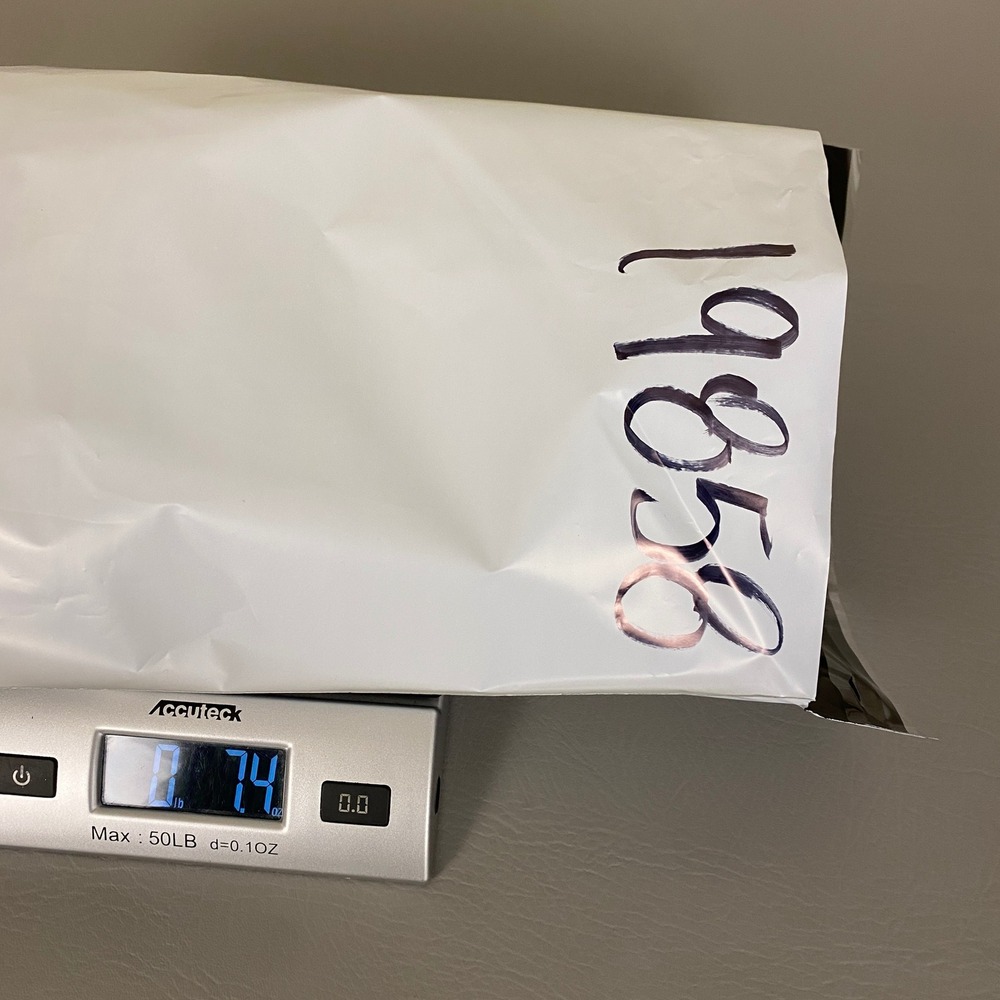 19858
Accuteck
0 lb 7.4 oz
0.0
Max : 50LB d=0.1OZ